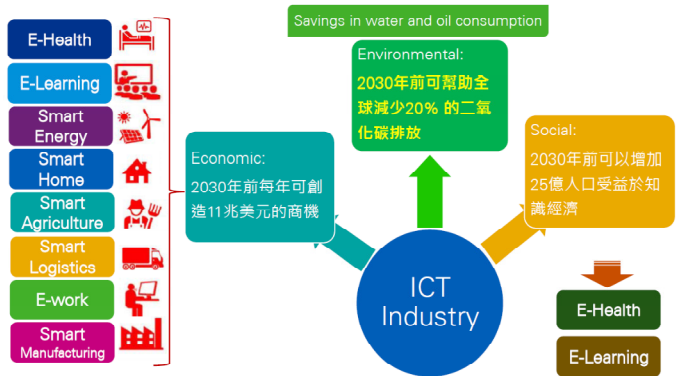 E-Health
E-Learning
Smart
Energy
Smart
Home
Smart
Agriculture
Smart
Logistics
E-work
Smart
Manufacturing
Economic:
2030年前每年可創
造11兆美元的商機
Savings in water and oil consumption
Environmental:
2030年前可幫助全
球減少20% 的二氧
化碳排放
Social:
2030年前可以增加
25億人口受益於知
識經濟
ICT
Industry
E-Health
E-Learning